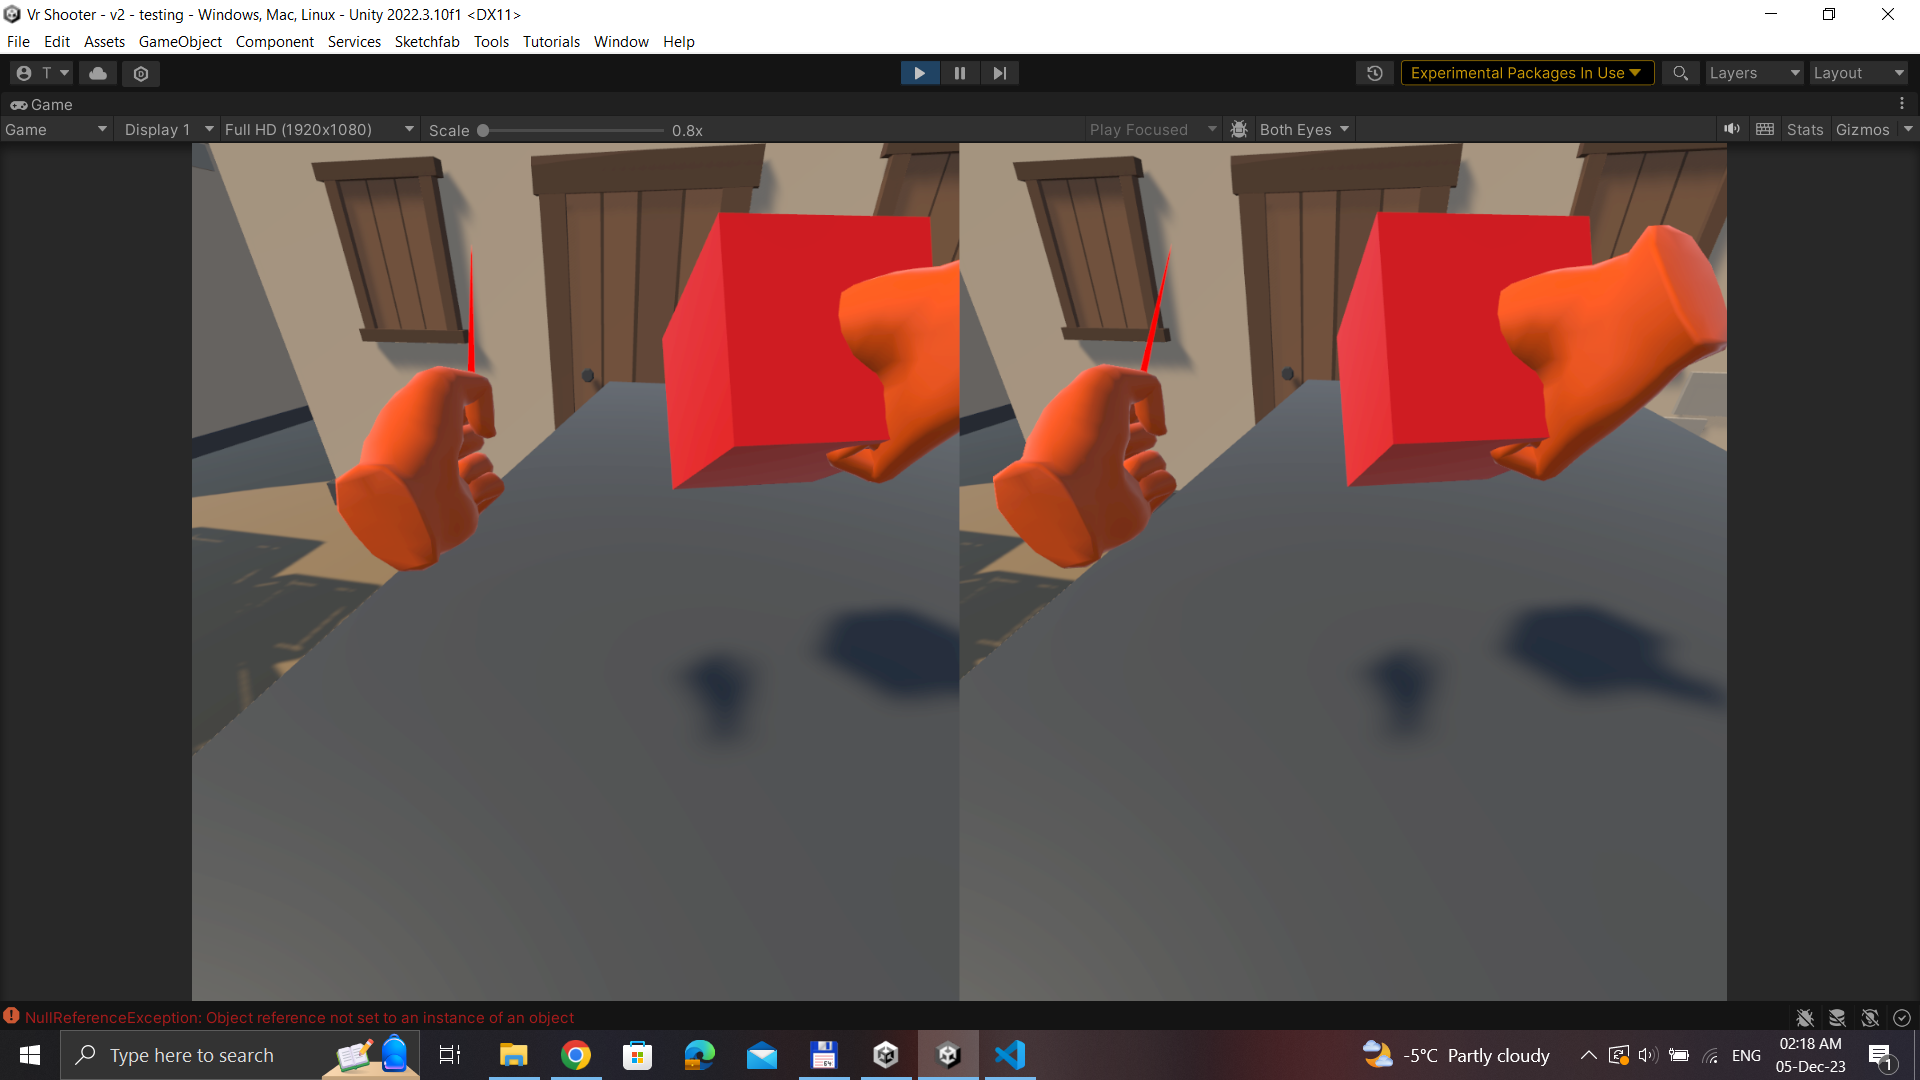 Vr Shooter - v2 - testing - Windows, Mac, Linux - Unity 2022.3.10f1 <DX11>
File Edit Assets GameObject Component Services Sketchfab Tools Tutorials Window Help
T Experimental Packages In Use Layers Layout
Game
Game Display 1 Full HD (1920x1080) Scale 0.8x Play Focused Both Eyes Stats Gizmos
NullReferenceException: Object reference not set to an instance of an object
Type here to search
64
-5°C Partly cloudy
ENG
02:18 AM
05-Dec-23
1